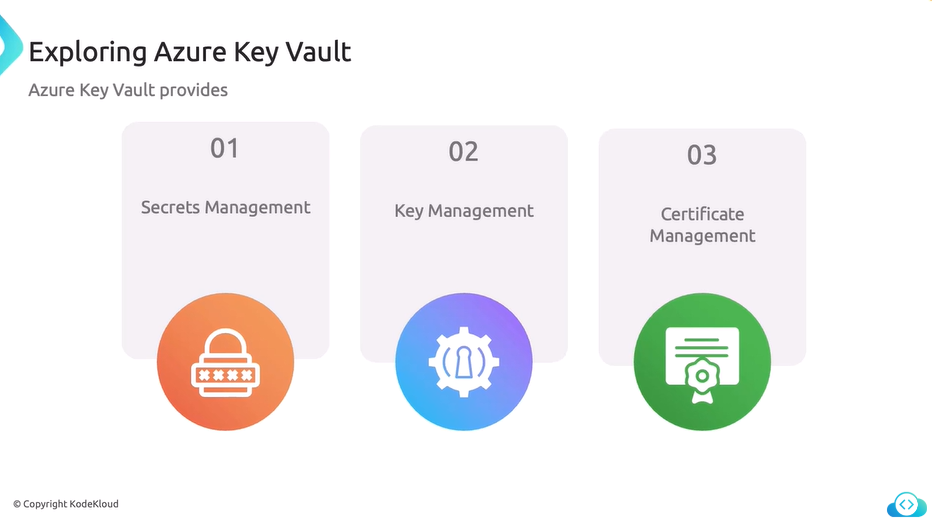 Exploring Azure Key Vault
Azure Key Vault provides
01
Secrets Management
02
Key Management
03
Certificate
Management
© Copyright KodeKloud